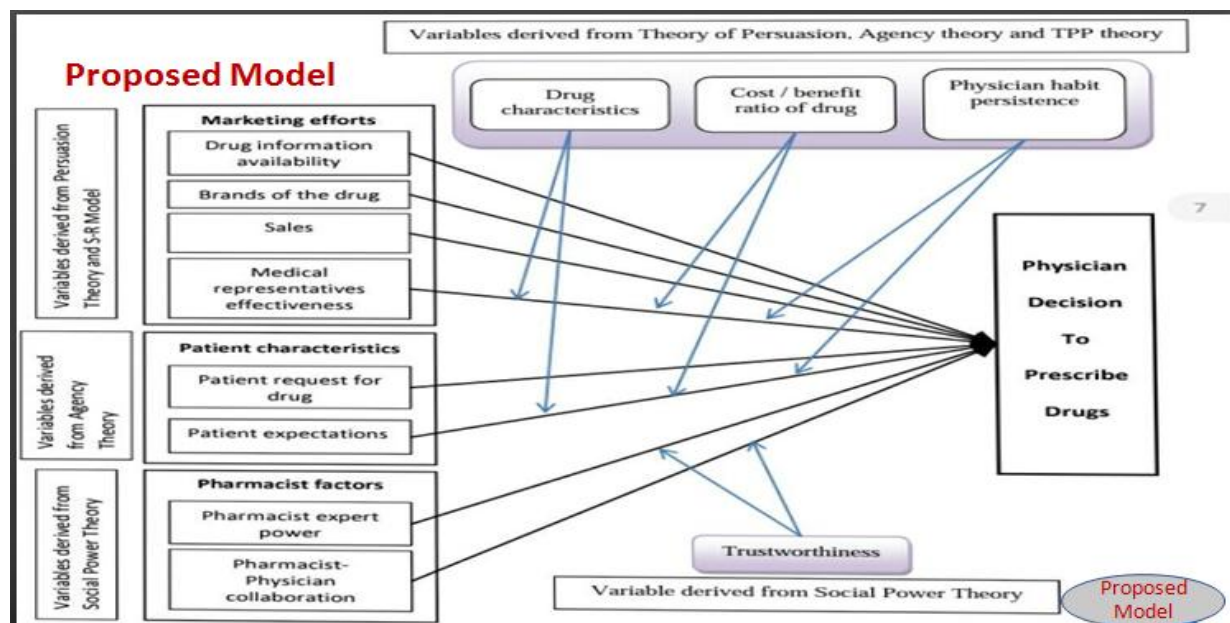 Variables derived from Theory of Persuasion, Agency theory and TPP theory
Proposed Model
Drug
characteristics
Cost / benefit
ratio of drug
Physician habit
persistence
Variables derived from Persuasion
Theory and S-R Model
Marketing efforts
Drug information
availability
Brands of the drug
Sales
Medical
representatives
effectiveness
7
Physician
Decision
To
Prescribe
Drugs
Variables derived
from Agency
Theory
Patient characteristics
Patient request for
drug
Patient expectations
Variables derived from
Social Power Theory
Pharmacist factors
Pharmacist expert
power
Pharmacist-
Physician
collaboration
Trustworthiness
Variable derived from Social Power Theory
Proposed
Model